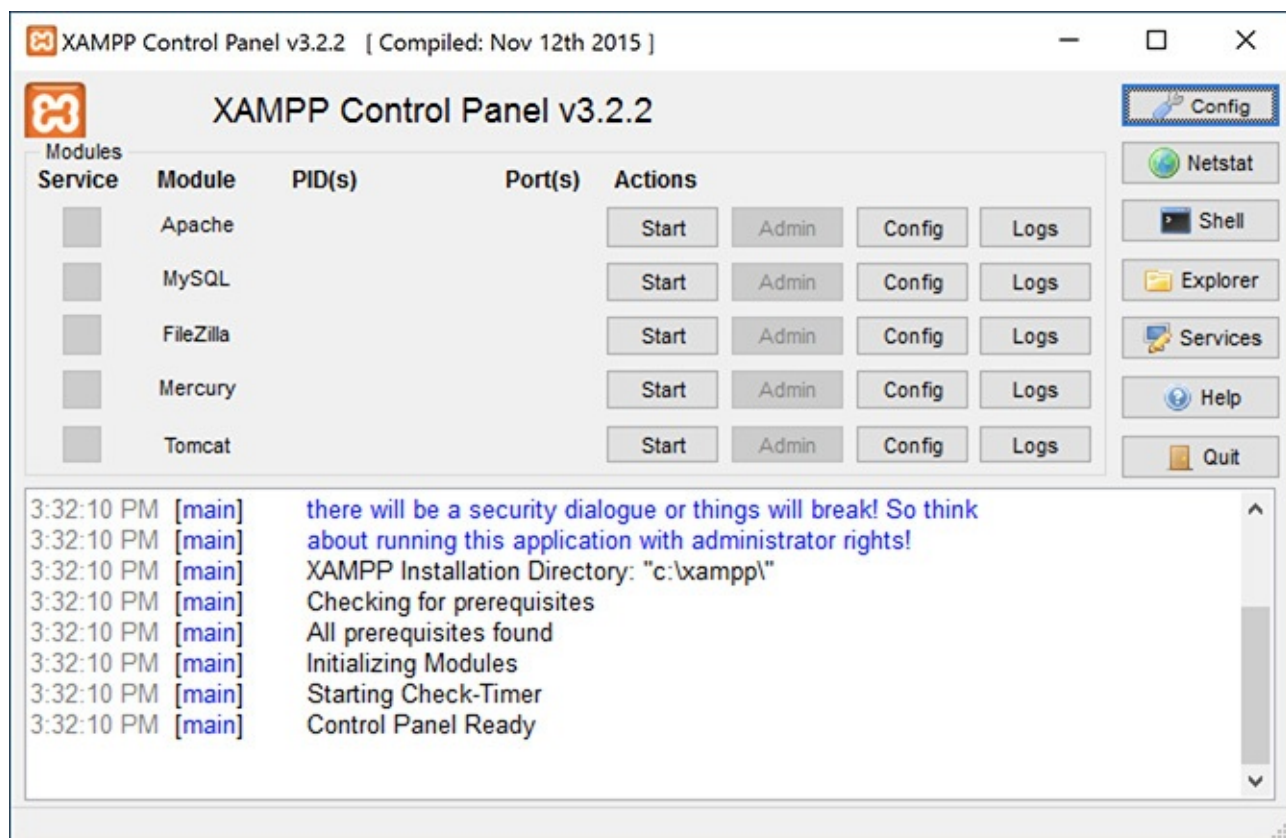 XAMPP Control Panel v3.2.2 [ Compiled: Nov 12th 2015 ]
XAMPP Control Panel v3.2.2
Config
Modules
Service Module PID(s) Port(s) Actions
Netstat
Apache Start Admin Config Logs
Shell
MySQL Start Admin Config Logs
Explorer
FileZilla Start Admin Config Logs
Services
Mercury Start Admin Config Logs
Help
Tomcat Start Admin Config Logs
Quit
3:32:10 PM [main] there will be a security dialogue or things will break! So think
3:32:10 PM [main] about running this application with administrator rights!
3:32:10 PM [main] XAMPP Installation Directory: "c:\xampp\"
3:32:10 PM [main] Checking for prerequisites
3:32:10 PM [main] All prerequisites found
3:32:10 PM [main] Initializing Modules
3:32:10 PM [main] Starting Check-Timer
3:32:10 PM [main] Control Panel Ready